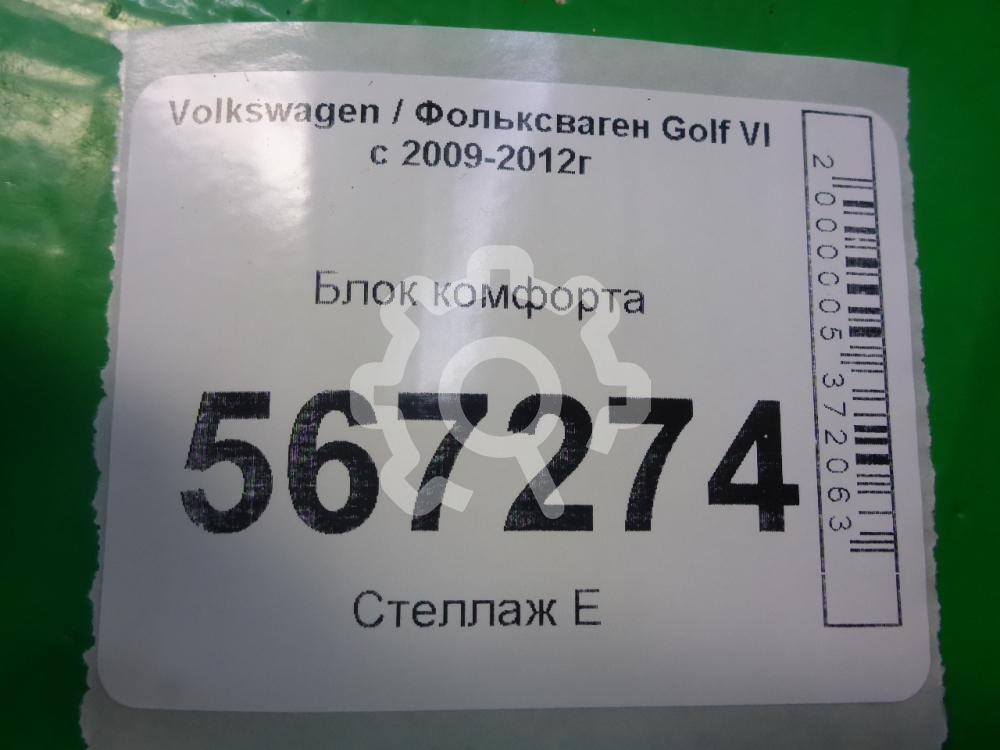 Volkswagen / Фольксваген Golf VI
с 2009-2012г
Блок комфорта
567274
Стеллаж E
2000005372063